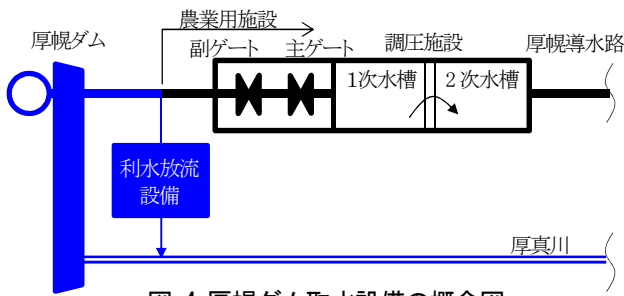 農業用施設
厚幌ダム
副ゲート
主ゲート
調圧施設
厚幌導水路
1次水槽
2次水槽
利水放流
設備
厚真川
図-4 厚幌ダム取水設備の概念図